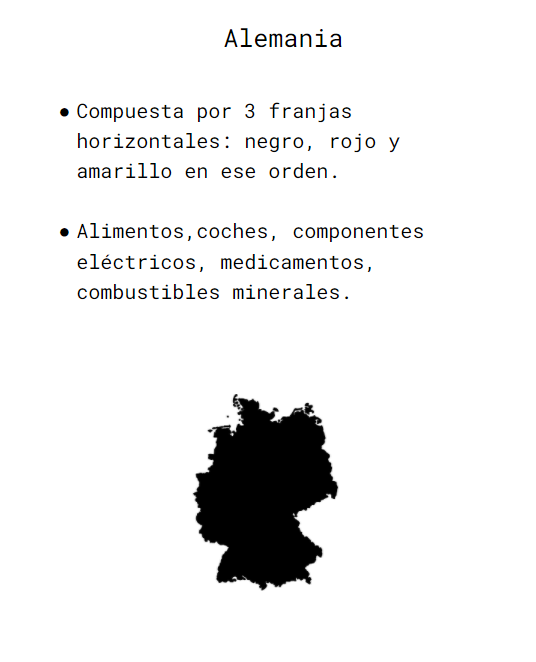 Alemania
● Compuesta por 3 franjas
horizontales: negro, rojo y
amarillo en ese orden.
● Alimentos,coches, componentes
eléctricos, medicamentos,
combustibles minerales.